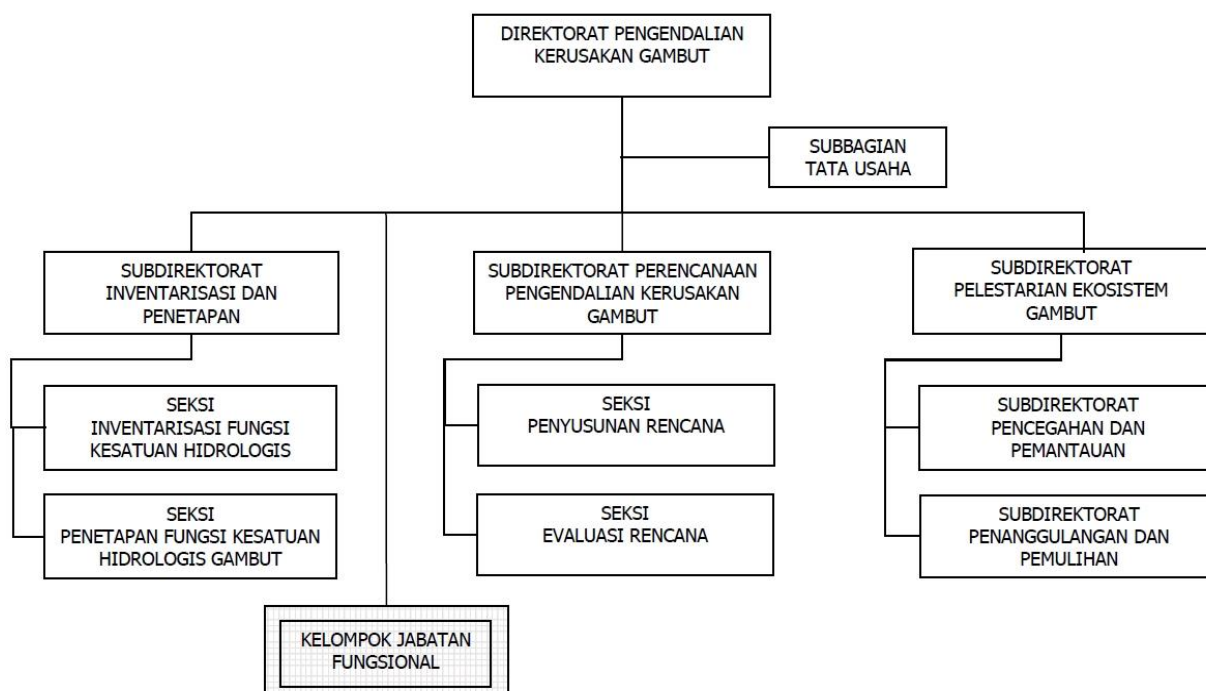 DIREKTORAT PENGENDALIAN
KERUSAKAN GAMBUT
SUBBAGIAN
TATA USAHA
SUBDIREKTORAT
INVENTARISASI DAN
PENETAPAN
SUBDIREKTORAT PERENCANAAN
PENGENDALIAN KERUSAKAN
GAMBUT
SUBDIREKTORAT
PELESTARIAN EKOSISTEM
GAMBUT
SEKSI
INVENTARISASI FUNGSI
KESATUAN HIDROLOGIS
SEKSI
PENYUSUNAN RENCANA
SUBDIREKTORAT
PENCEGAHAN DAN
PEMANTAUAN
SEKSI
PENETAPAN FUNGSI KESATUAN
HIDROLOGIS GAMBUT
SEKSI
EVALUASI RENCANA
SUBDIREKTORAT
PENANGGULANGAN DAN
PEMULIHAN
KELOMPOK JABATAN
FUNGSIONAL